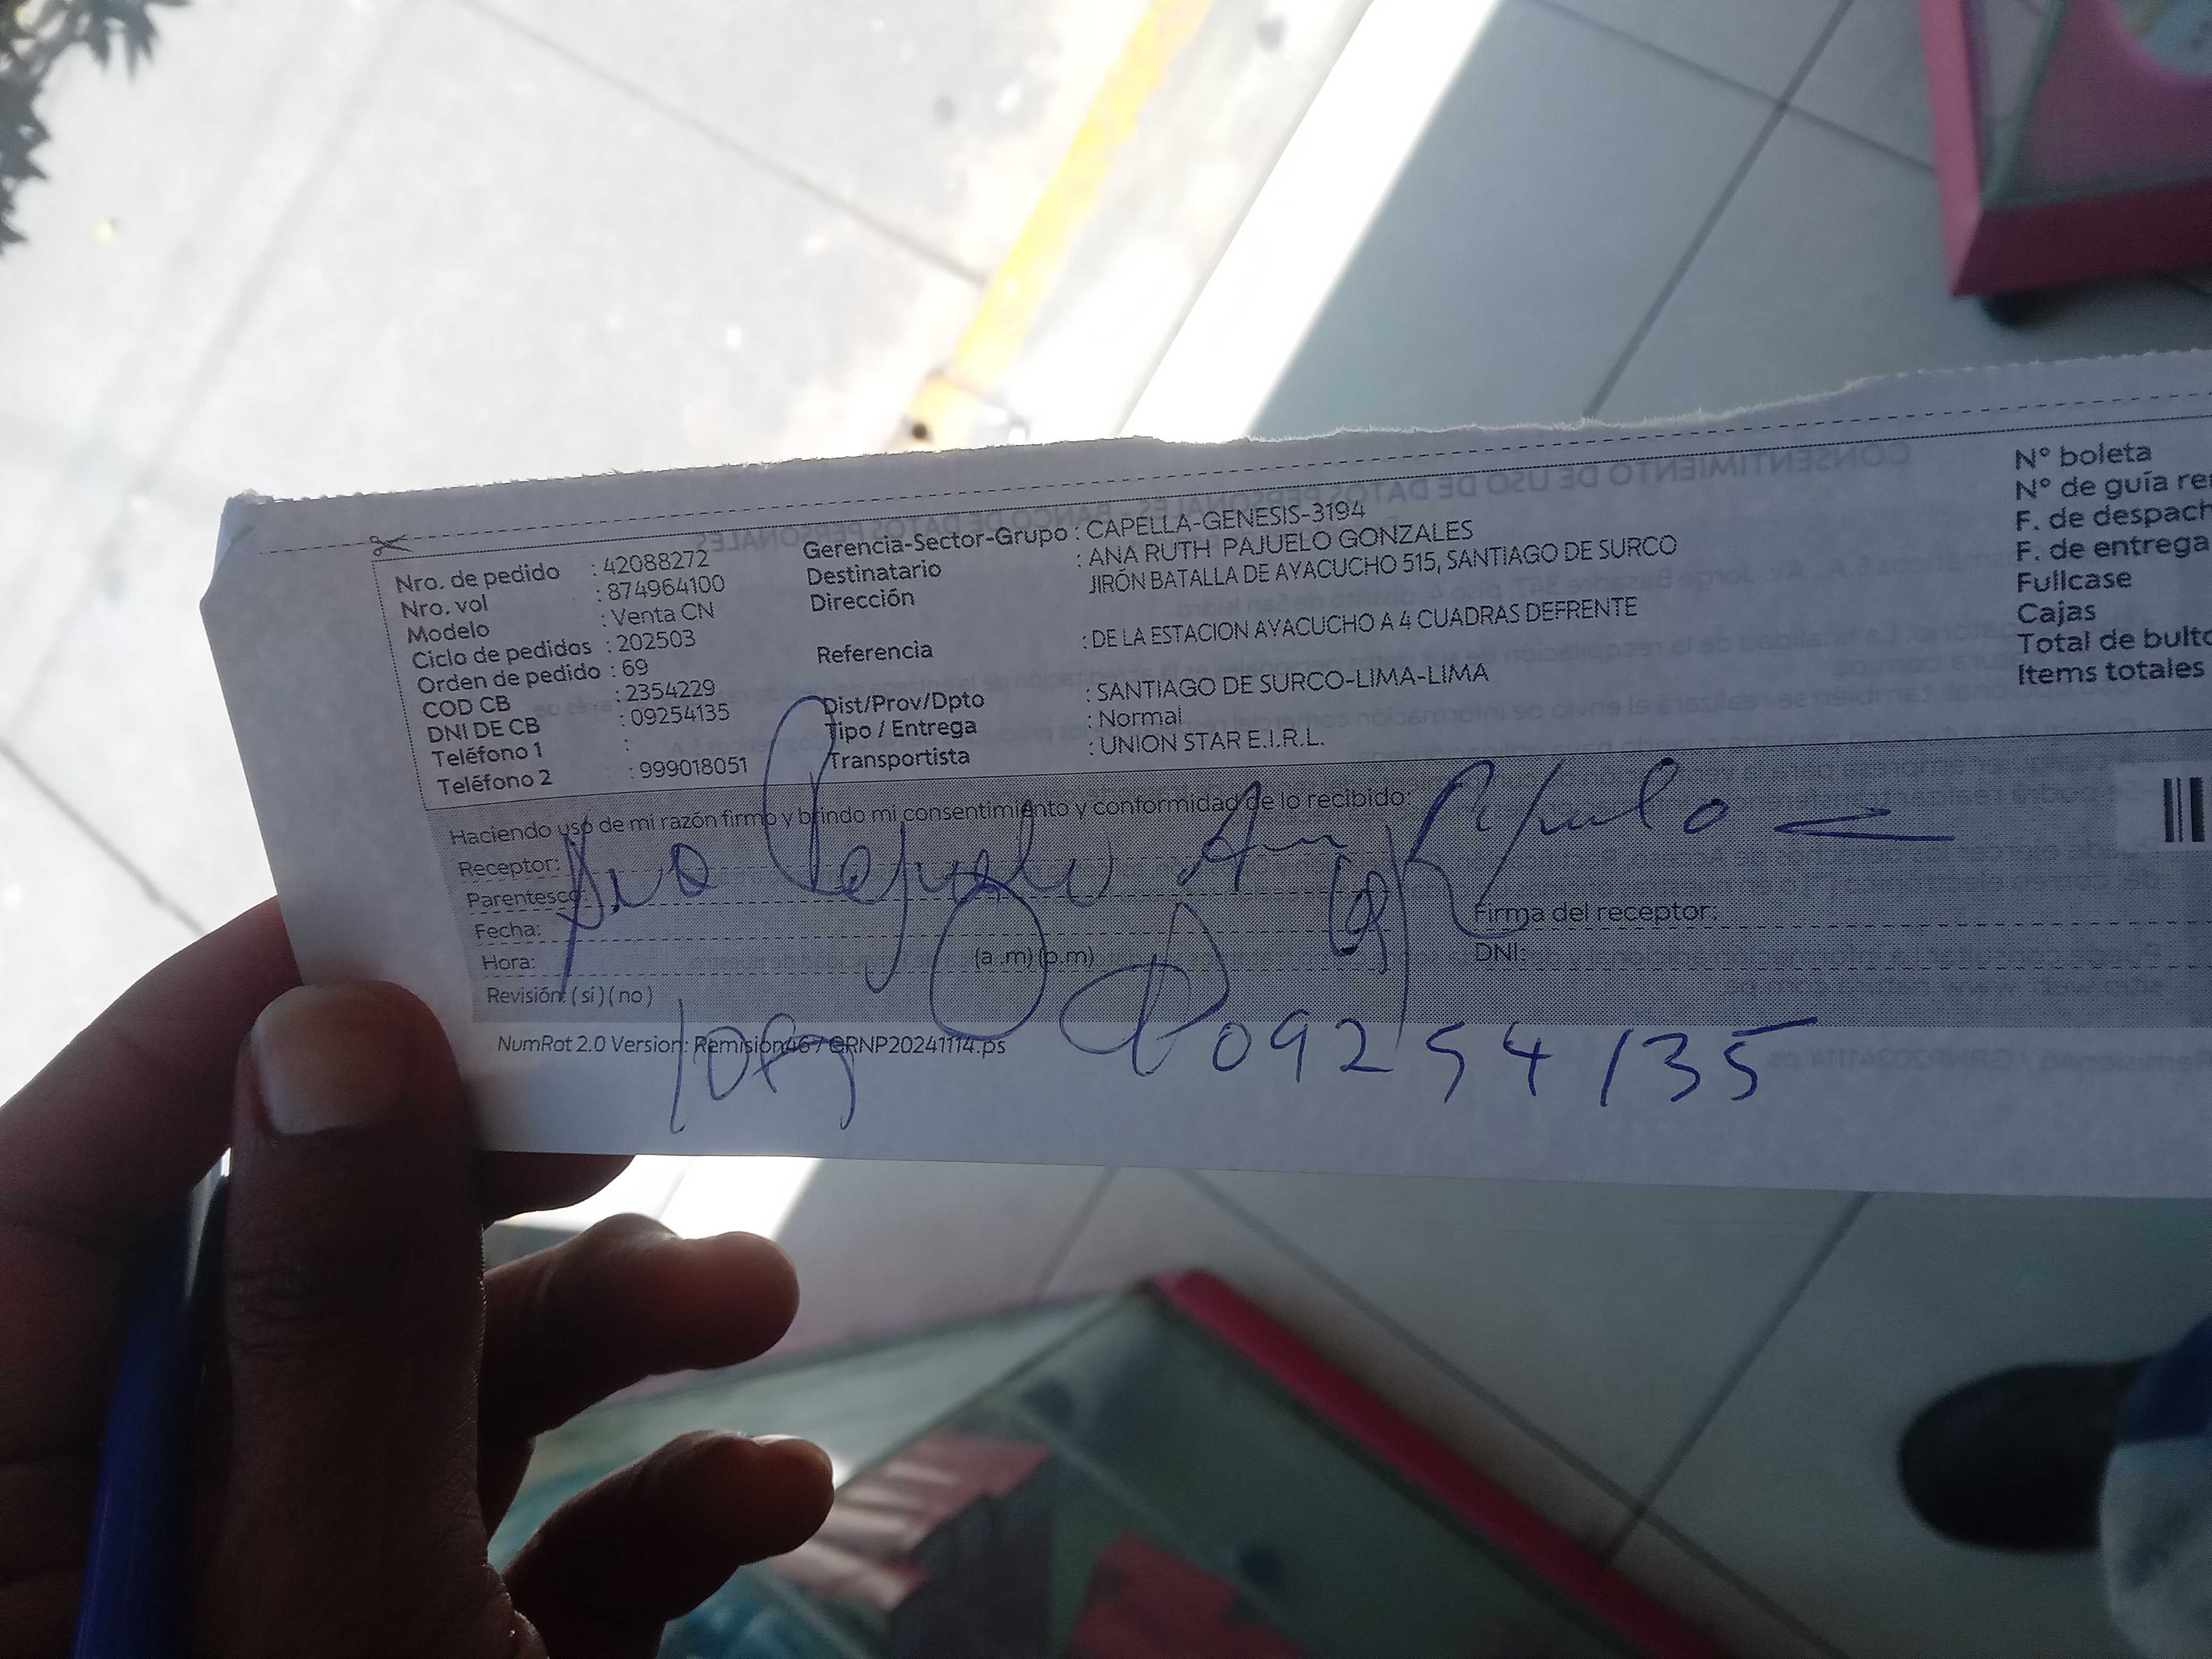 Nro. de pedido : 42088272
Nro. vol : 874964100
Modelo : Venta CN
Ciclo de pedidos : 202503
Orden de pedido : 69
COD CB : 2354229
DNI DE CB : 09254135
Teléfono 1 :
Teléfono 2 : 999018051
Gerencia-Sector-Grupo : CAPELLA-GENESIS-3194
Destinatario : ANA RUTH PAJUELO GONZALES
Dirección : JIRÓN BATALLA DE AYACUCHO 515, SANTIAGO DE SURCO
Referencia : DE LA ESTACION AYACUCHO A 4 CUADRAS DEFRENTE
Dist/Prov/Dpto : SANTIAGO DE SURCO-LIMA-LIMA
Tipo / Entrega : Normal
Transportista : UNION STAR E.I.R.L.
N° boleta
N° de guía
F. de
F. de entrega
Fullcase
Cajas
Total de
Items totales
Haciendo uso de mi razón firmo y brindo mi consentimiento y conformidad de lo recibido:
Receptor:
Parentesco
Fecha:
Hora: (a .m) (p.m)
Revisión: ( si ) ( no )
Pajuelo
Firma del receptor:
DNI:
09254135
NumRot 2.0 Version: Remision467GRNP20241114.ps